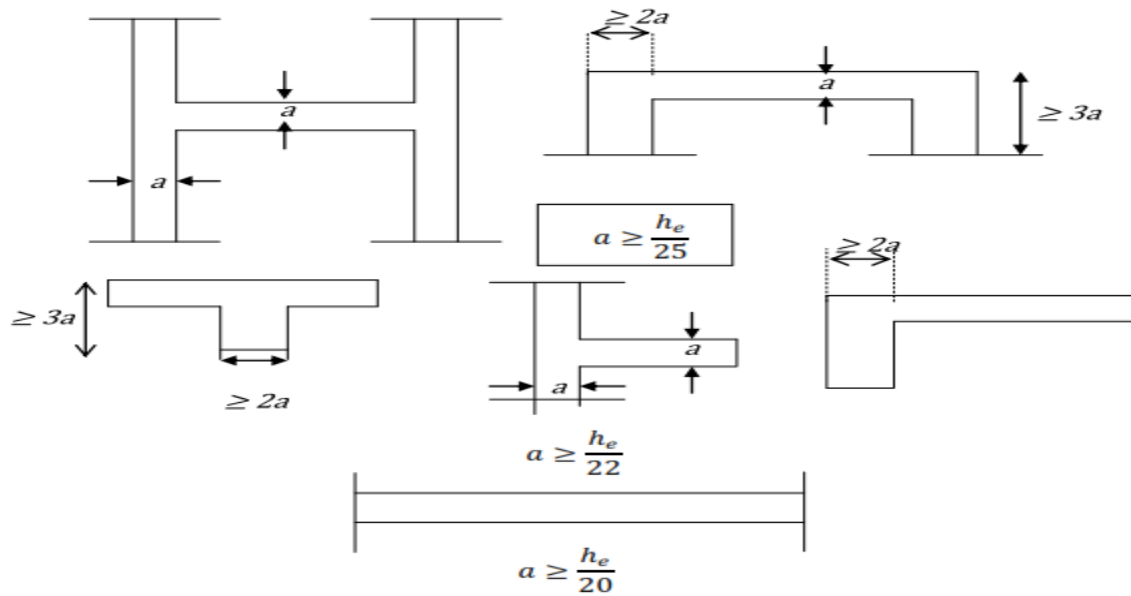 ≥ 2a
a
a
≥ 3a
a
a ≥ h_e/25
≥ 2a
≥ 3a
a
a
≥ 2a
a ≥ h_e/22
a ≥ h_e/20